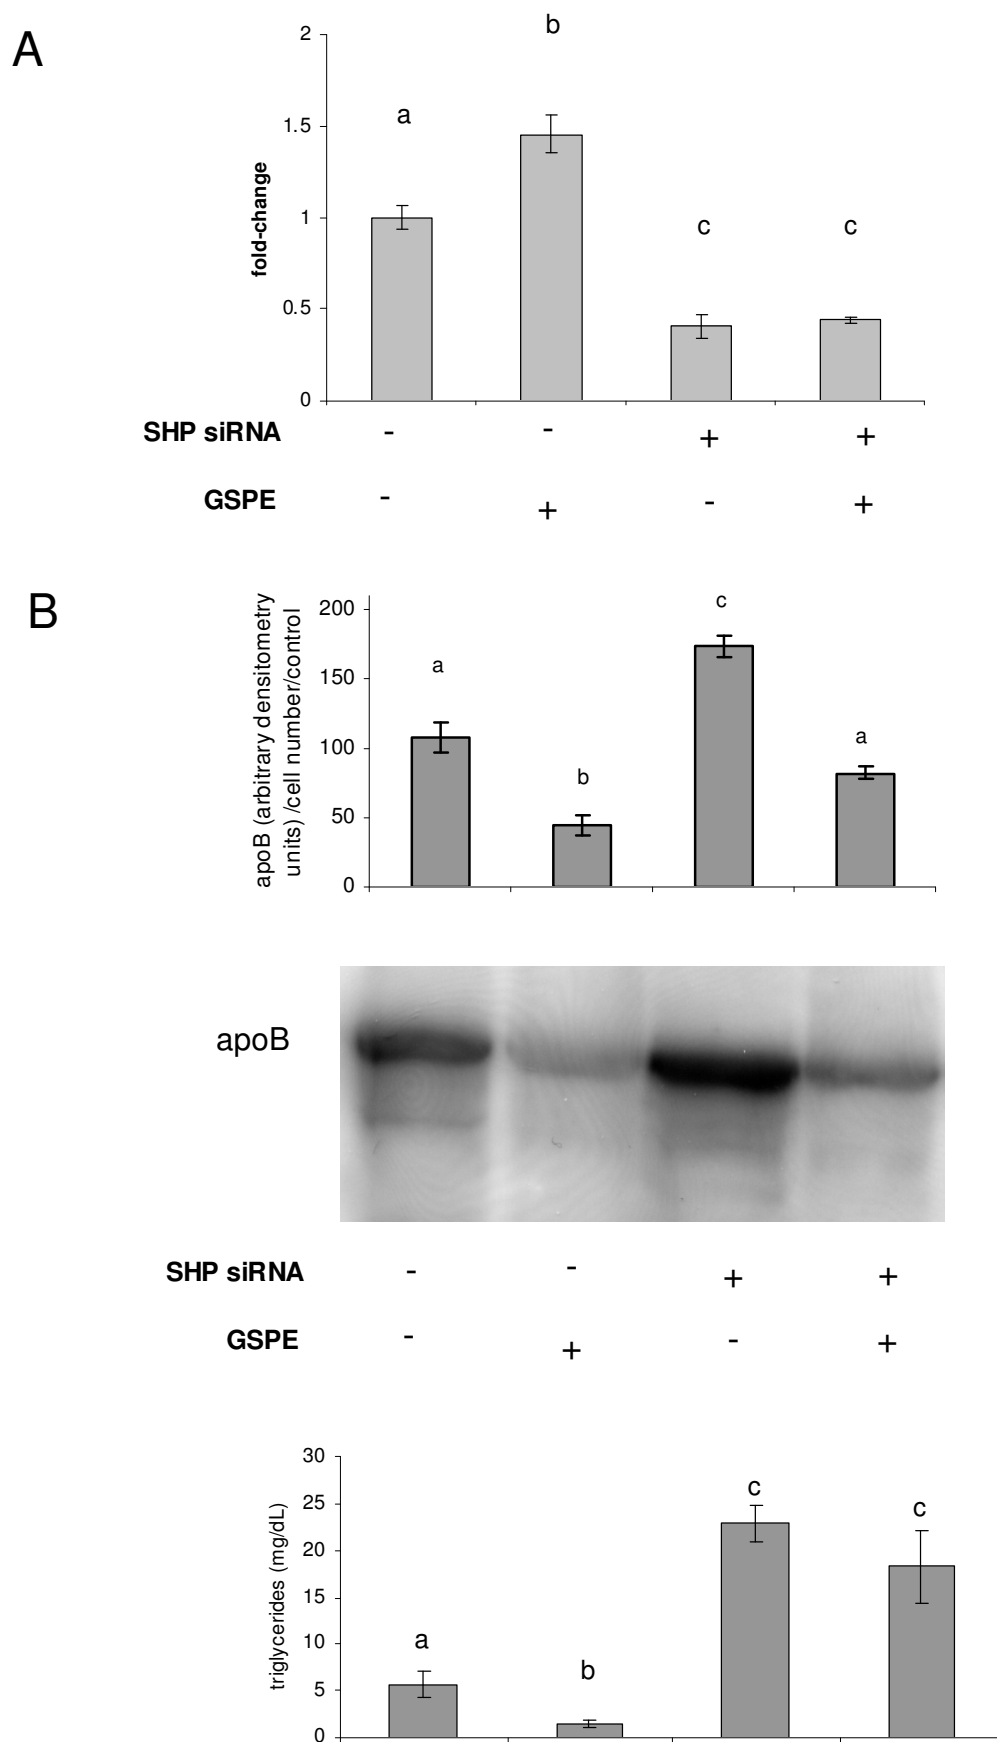 A
2
1.5
1
0.5
0
fold-change
a
b
c
c
SHP siRNA - - + +
GSPE - + - +
B
200
150
100
50
0
apoB (arbitrary densitometry
units) /cell number/control
a
b
c
a
apoB
SHP siRNA - - + +
GSPE - + - +
30
25
20
15
10
5
0
triglycerides (mg/dL)
a
b
c
c